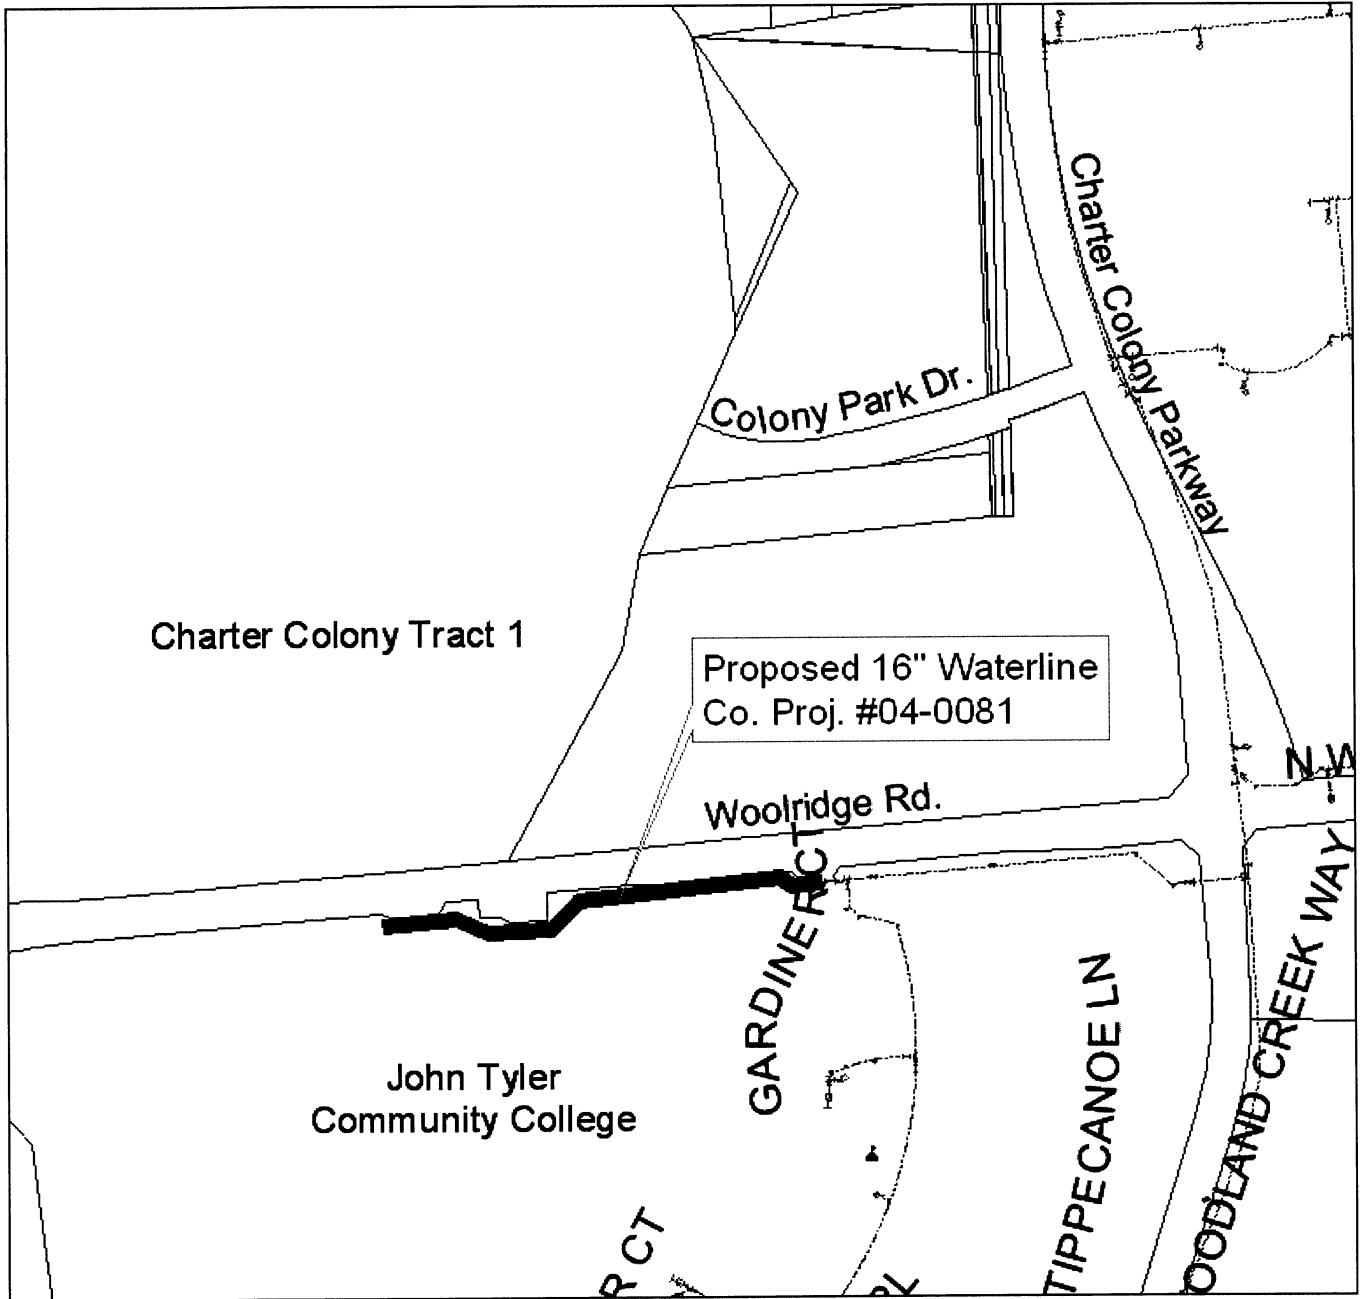 Charter Colony Parkway
Colony Park Dr.
Charter Colony Tract 1
Proposed 16" Waterline
Co. Proj. #04-0081
N W
Woolridge Rd.
GARDINER CT
TIPPECANOE LN
OODLAND CREEK WAY
John Tyler
Community College
R CT
PL